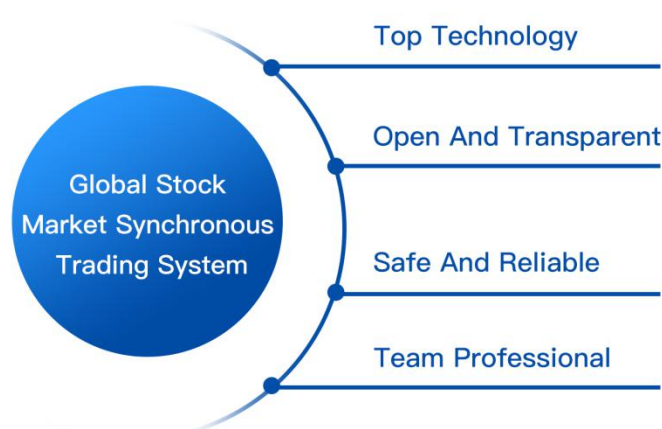 Top Technology
Open And Transparent
Global Stock
Market Synchronous
Trading System
Safe And Reliable
Team Professional